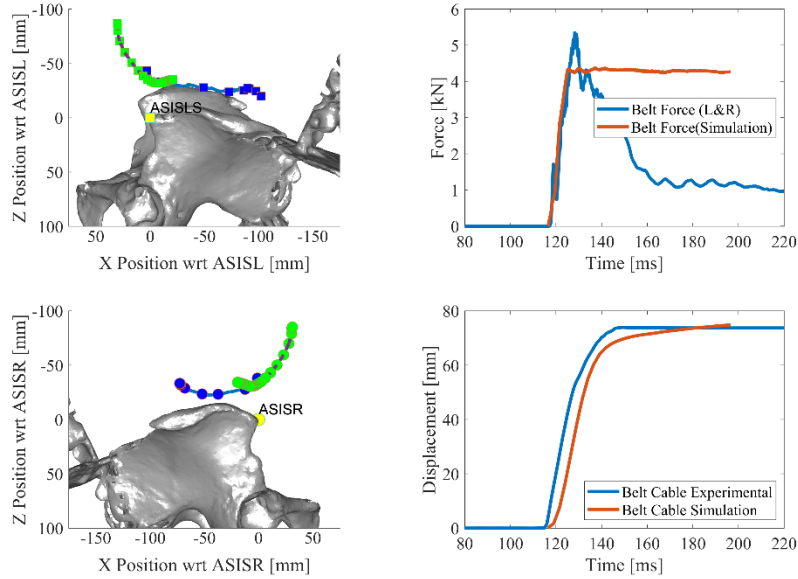 -100
-50
0
50
100
Z Position wrt ASISL [mm]
ASISLS
50 0 -50 -100 -150
X Position wrt ASISL [mm]
6
5
4
3
2
1
0
Force [kN]
Belt Force (L&R)
Belt Force(Simulation)
80 100 120 140 160 180 200 220
Time [ms]
-100
-50
0
50
100
Z Position wrt ASISR [mm]
ASISR
-150 -100 -50 0 50
X Position wrt ASISR [mm]
80
60
40
20
0
Displacement [mm]
Belt Cable Experimental
Belt Cable Simulation
80 100 120 140 160 180 200 220
Time [ms]